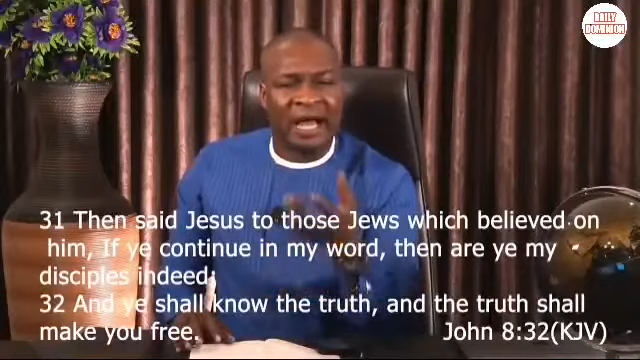 DAILY
DOMINION
31 Then said Jesus to those Jews which believed on
him, If ye continue in my word, then are ye my
disciples indeed;
32 And ye shall know the truth, and the truth shall
make you free. John 8:32(KJV)